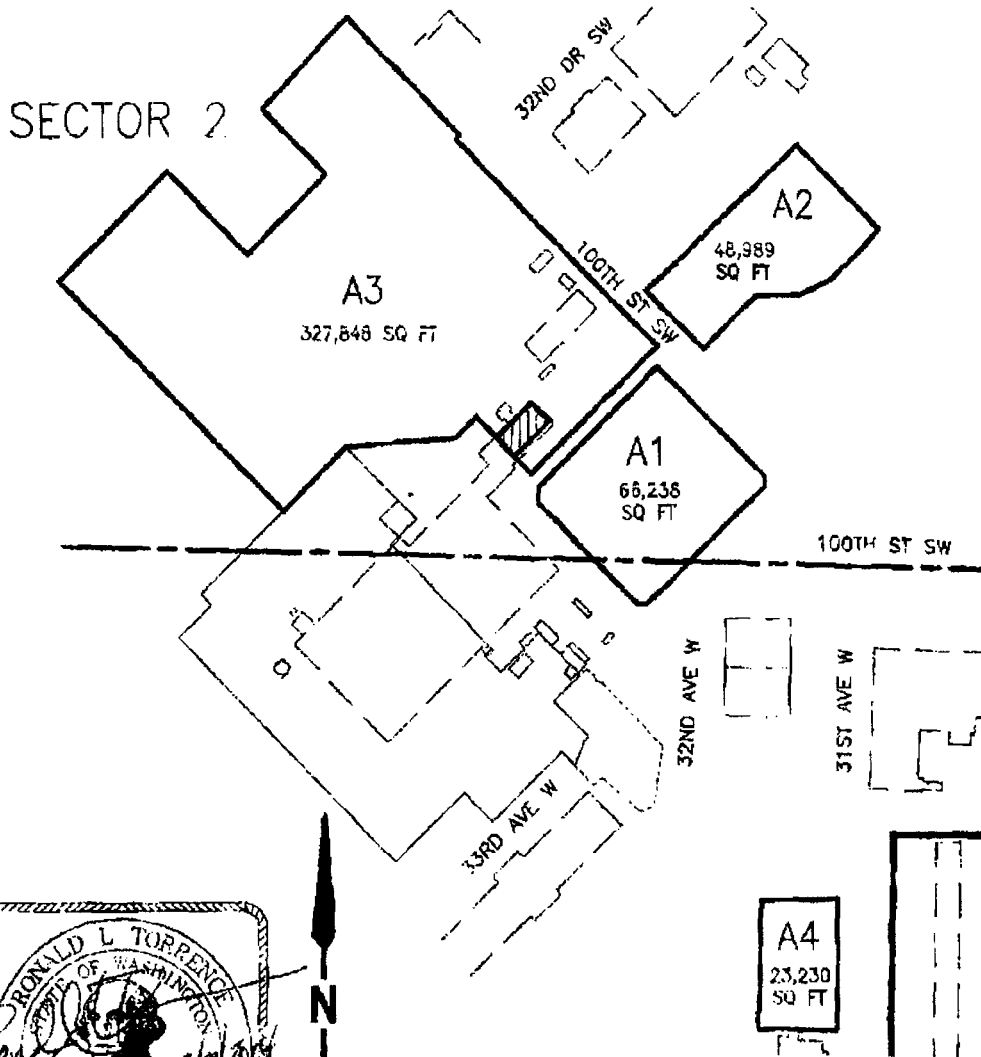 32ND DR SW
SECTOR 2
A2
48,989
SQ FT
100TH ST SW
A3
327,848 SQ FT
A1
66,238
SQ FT
100TH ST SW
32ND AVE W
31ST AVE W
33RD AVE W
A4
23,230
SQ FT
RONALD L TORRENCE
STATE OF WASHINGTON
N